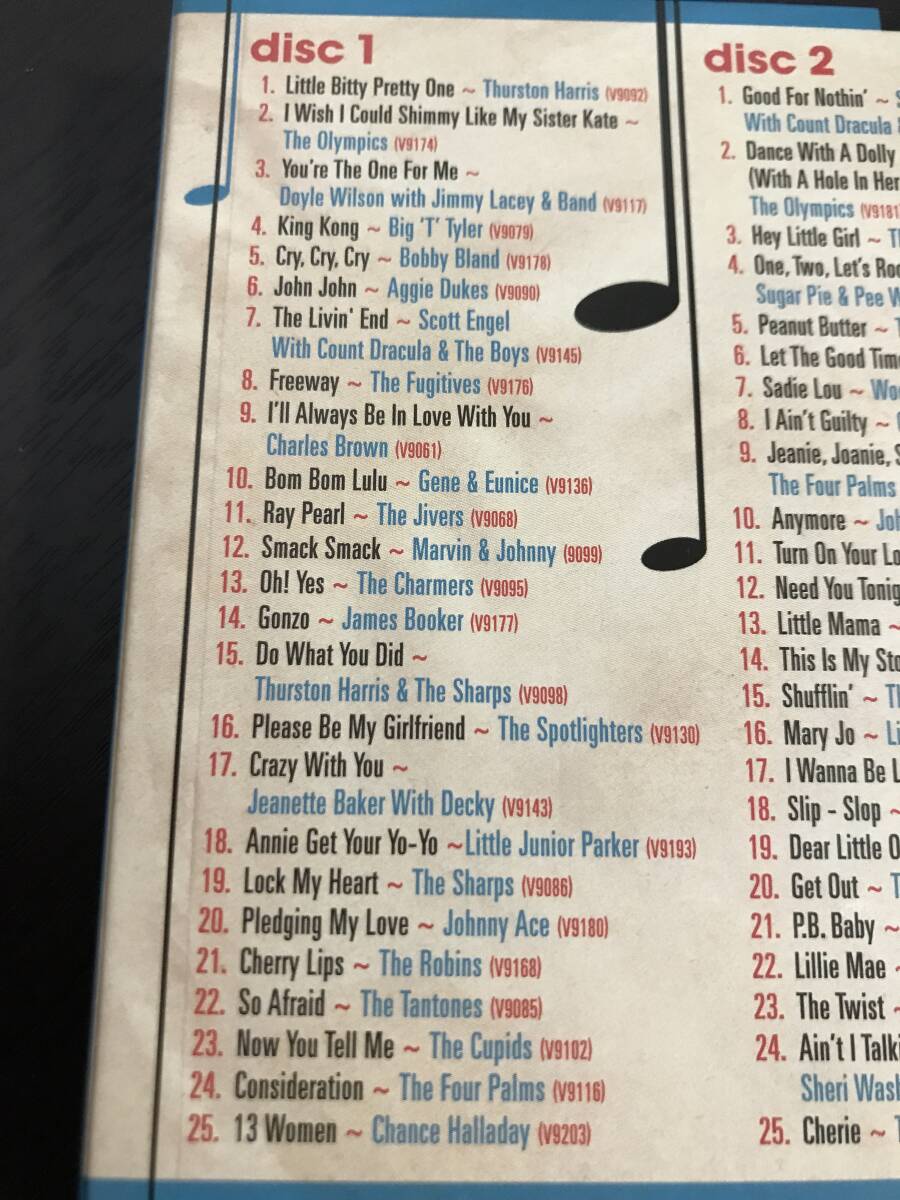 disc 1
1. Little Bitty Pretty One ~ Thurston Harris (V9092)
2. I Wish I Could Shimmy Like My Sister Kate ~
The Olympics (V9174)
3. You're The One For Me ~
Doyle Wilson with Jimmy Lacey & Band (V9117)
4. King Kong ~ Big 'T' Tyler (V9079)
5. Cry, Cry, Cry ~ Bobby Bland (V9178)
6. John John ~ Aggie Dukes (V9090)
7. The Livin' End ~ Scott Engel
With Count Dracula & The Boys (V9145)
8. Freeway ~ The Fugitives (V9176)
9. I'll Always Be In Love With You ~
Charles Brown (V9061)
10. Bom Bom Lulu ~ Gene & Eunice (V9136)
11. Ray Pearl ~ The Jivers (V9068)
12. Smack Smack ~ Marvin & Johnny (9099)
13. Oh! Yes ~ The Charmers (V9095)
14. Gonzo ~ James Booker (V9177)
15. Do What You Did ~
Thurston Harris & The Sharps (V9098)
16. Please Be My Girlfriend ~ The Spotlighters (V9130)
17. Crazy With You ~
Jeanette Baker With Decky (V9143)
18. Annie Get Your Yo-Yo ~Little Junior Parker (V9193)
19. Lock My Heart ~ The Sharps (V9086)
20. Pledging My Love ~ Johnny Ace (V9180)
21. Cherry Lips ~ The Robins (V9168)
22. So Afraid ~ The Tantones (V9085)
23. Now You Tell Me ~ The Cupids (V9102)
24. Consideration ~ The Four Palms (V9116)
25. 13 Women ~ Chance Halladay (V9203)
disc 2
1. Good For Nothin' ~
With Count Dracula
2. Dance With A Dolly
(With A Hole In Her
The Olympics (V9181
3. Hey Little Girl ~
4. One, Two, Let's
Sugar Pie & Pee
5. Peanut Butter ~
6. Let The Good
7. Sadie Lou ~
8. I Ain't Guilty ~
9. Jeanie, Joanie,
The Four Palms
10. Anymore ~
11. Turn On Your
12. Need You
13. Little Mama ~
14. This Is My
15. Shufflin' ~
16. Mary Jo ~
17. I Wanna Be
18. Slip - Slop ~
19. Dear Little
20. Get Out ~
21. P.B. Baby ~
22. Lillie Mae
23. The Twist
24. Ain't I
Sheri
25. Cherie ~